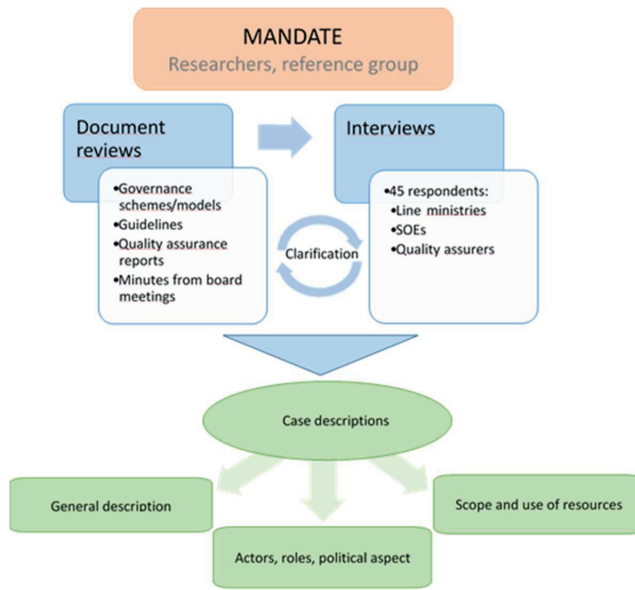 MANDATE
Researchers, reference group
Document
reviews
•Governance
schemes/models
•Guidelines
•Quality assurance
reports
•Minutes from board
meetings
Clarification
Interviews
•45 respondents:
•Line ministries
•SOEs
•Quality assurers
Case descriptions
General description
Actors, roles, political aspect
Scope and use of resources